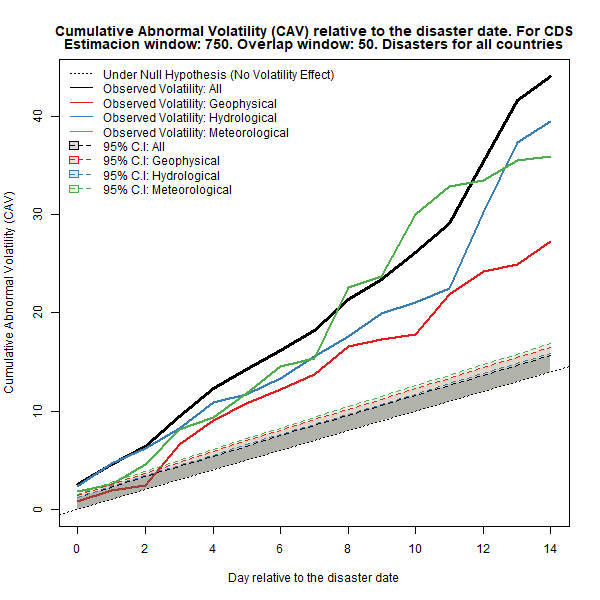 Cumulative Abnormal Volatility (CAV) relative to the disaster date. For CDS
Estimacion window: 750. Overlap window: 50. Disasters for all countries
Under Null Hypothesis (No Volatility Effect)
Observed Volatility: All
Observed Volatility: Geophysical
Observed Volatility: Hydrological
Observed Volatility: Meteorological
95% C.I: All
95% C.I: Geophysical
95% C.I: Hydrological
95% C.I: Meteorological
Cumulative Abnormal Volatility (CAV)
40
30
20
10
0
0 2 4 6 8 10 12 14
Day relative to the disaster date